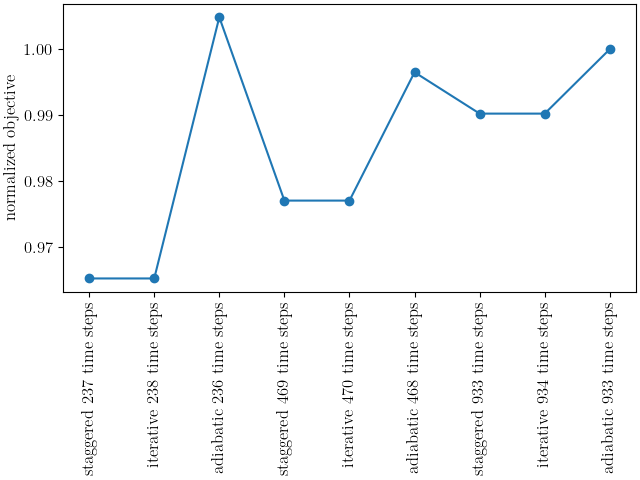 normalized objective
1.00
0.99
0.98
0.97
staggered 237 time steps
iterative 238 time steps
adiabatic 236 time steps
staggered 469 time steps
iterative 470 time steps
adiabatic 468 time steps
staggered 933 time steps
iterative 934 time steps
adiabatic 933 time steps